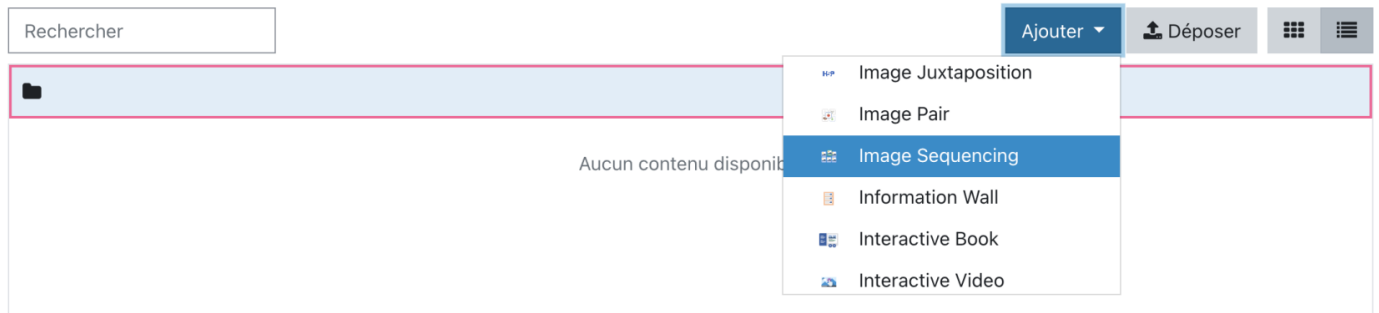 Rechercher
Ajouter
Déposer
Image Juxtaposition
Image Pair
Aucun contenu disponib
Image Sequencing
Information Wall
Interactive Book
Interactive Video